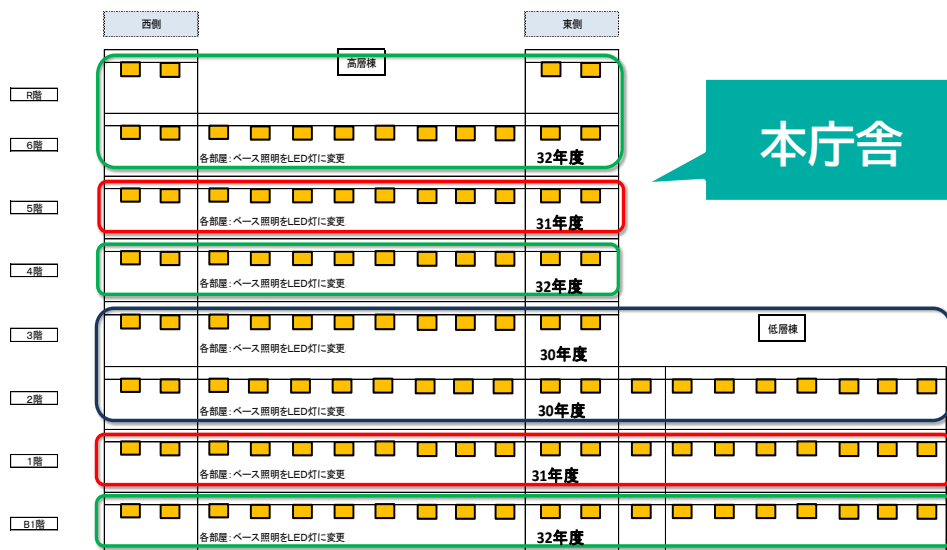 西側
東側
高層棟
R階
本庁舎
6階
各部屋:ベース照明をLED灯に変更
32年度
5階
各部屋:ベース照明をLED灯に変更
31年度
4階
各部屋:ベース照明をLED灯に変更
32年度
3階
各部屋:ベース照明をLED灯に変更
30年度
低層棟
2階
各部屋:ベース照明をLED灯に変更
30年度
1階
各部屋:ベース照明をLED灯に変更
31年度
B1階
各部屋:ベース照明をLED灯に変更
32年度